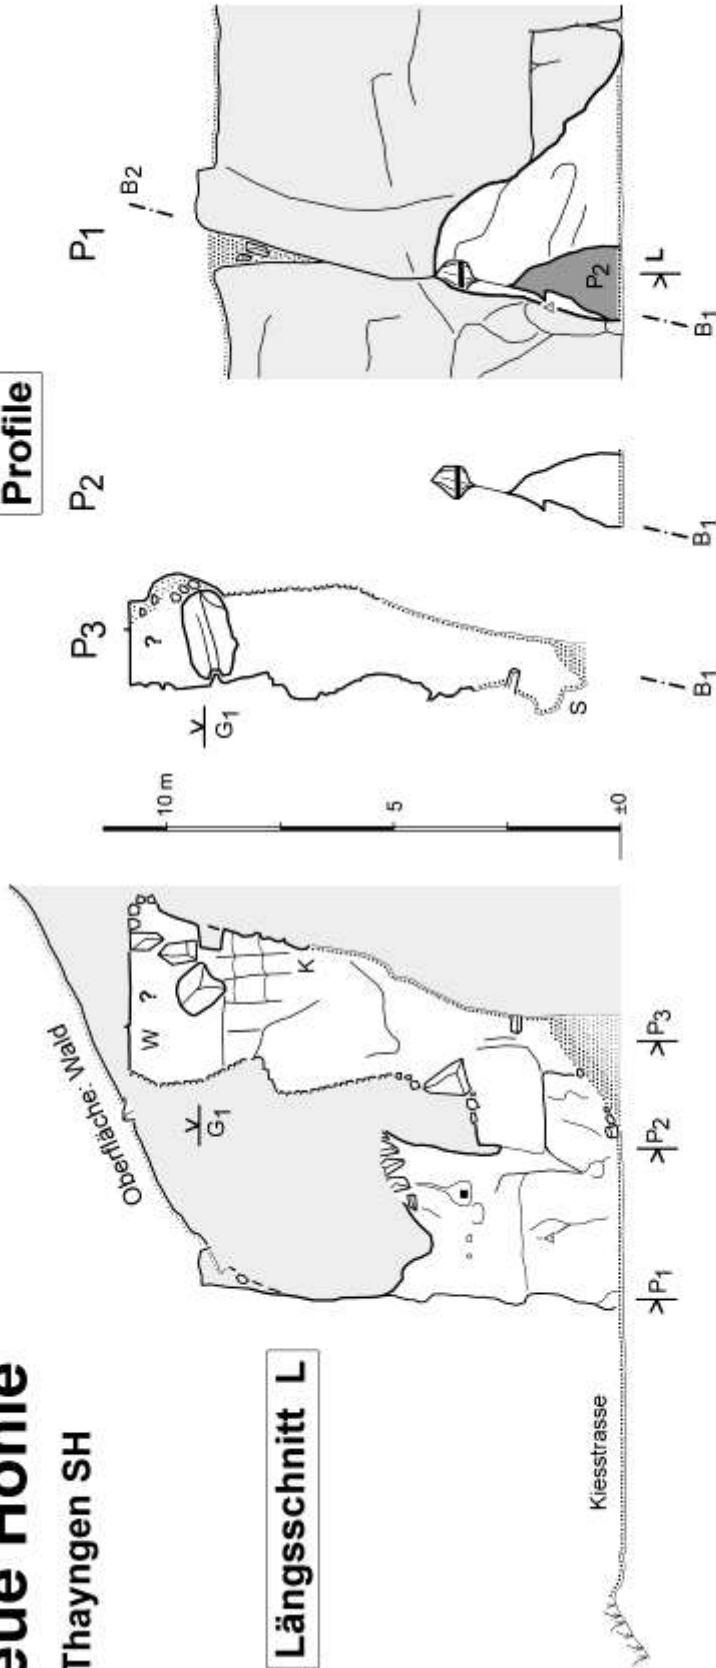 eue Höhle
Thayngen SH
Profile
Längsschnitt L
Oberfläche: Wald
W ?
G1
K
Kiesstrasse
P1
P2
P3
10 m
5
±0
P3
?
G1
S
B1
P2
B1
P1
B2
P2
B1
L